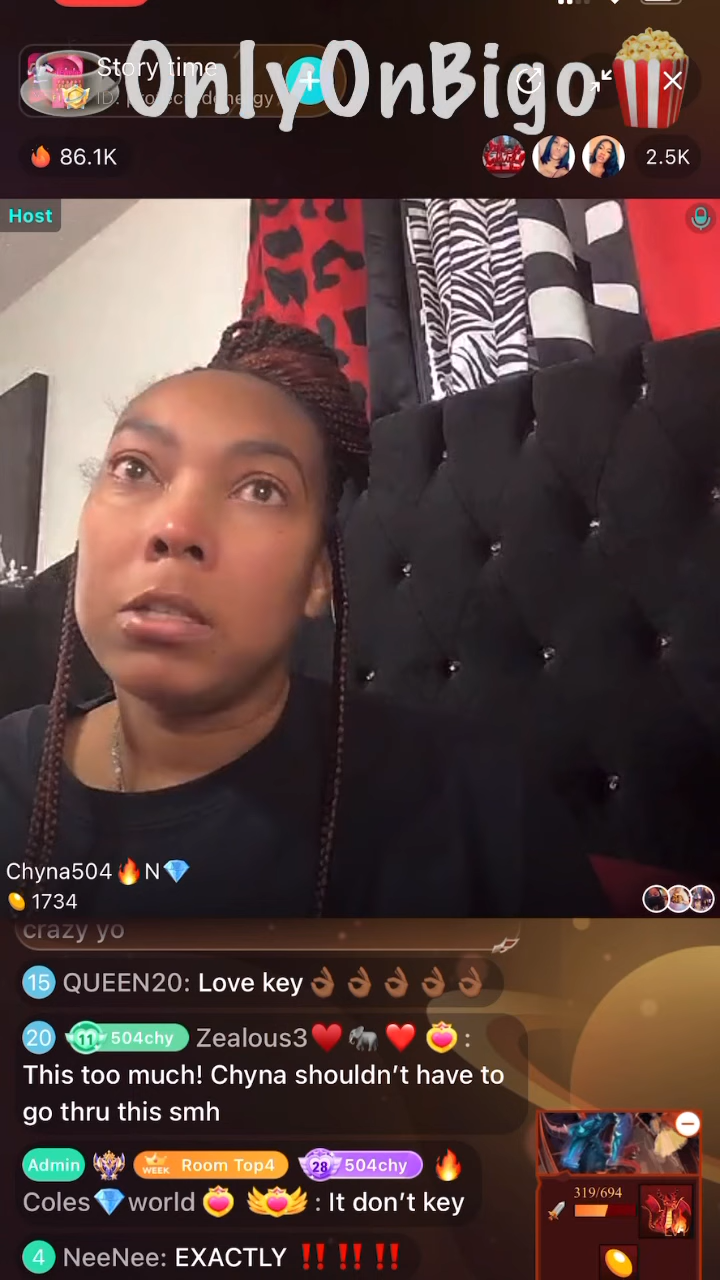 Story time
OnlyOnBigo
86.1K
2.5K
Host
Chyna504🔥N💎
1734
crazy yo
15 QUEEN20: Love key👌🏾👌🏾👌🏾👌🏾👌🏾
20 11 504chy Zealous3❤️🐘❤️ :
This too much! Chyna shouldn’t have to
go thru this smh
Admin WEEK Room Top4 28 504chy 🔥
Coles💎world : It don’t key
4 NeeNee: EXACTLY ‼️‼️‼️
319/694